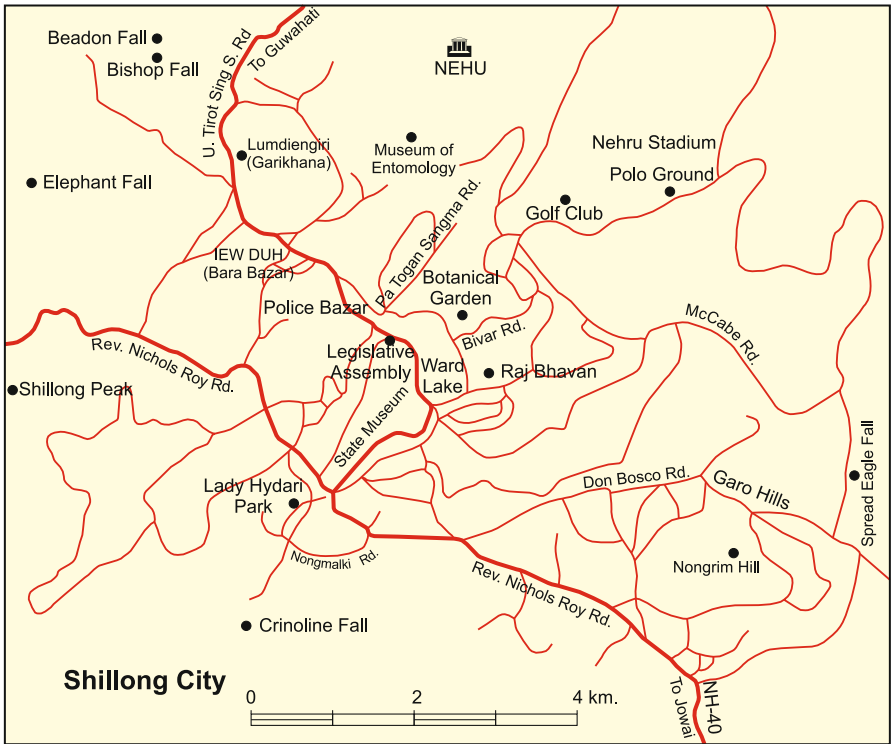 Beadon Fall
Bishop Fall
U. Tirot Sing S. Rd
To Guwahati
NEHU
Lumdiengiri
(Garikhana)
Museum of
Entomology
Nehru Stadium
Polo Ground
Elephant Fall
Golf Club
Pa Togan Sangma Rd.
IEW DUH
(Bara Bazar)
Botanical
Garden
Police Bazar
Bivar Rd.
McCabe Rd.
Rev. Nichols Roy Rd.
Legislative
Assembly
Ward
Lake
Raj Bhavan
Shillong Peak
State Museum
Spread Eagle Fall
Don Bosco Rd.
Garo Hills
Lady Hydari
Park
Nongmalki Rd.
Nongrim Hill
Rev. Nichols Roy Rd.
Crinoline Fall
Shillong City
0 2 4 km.
NH-40
To Jowai